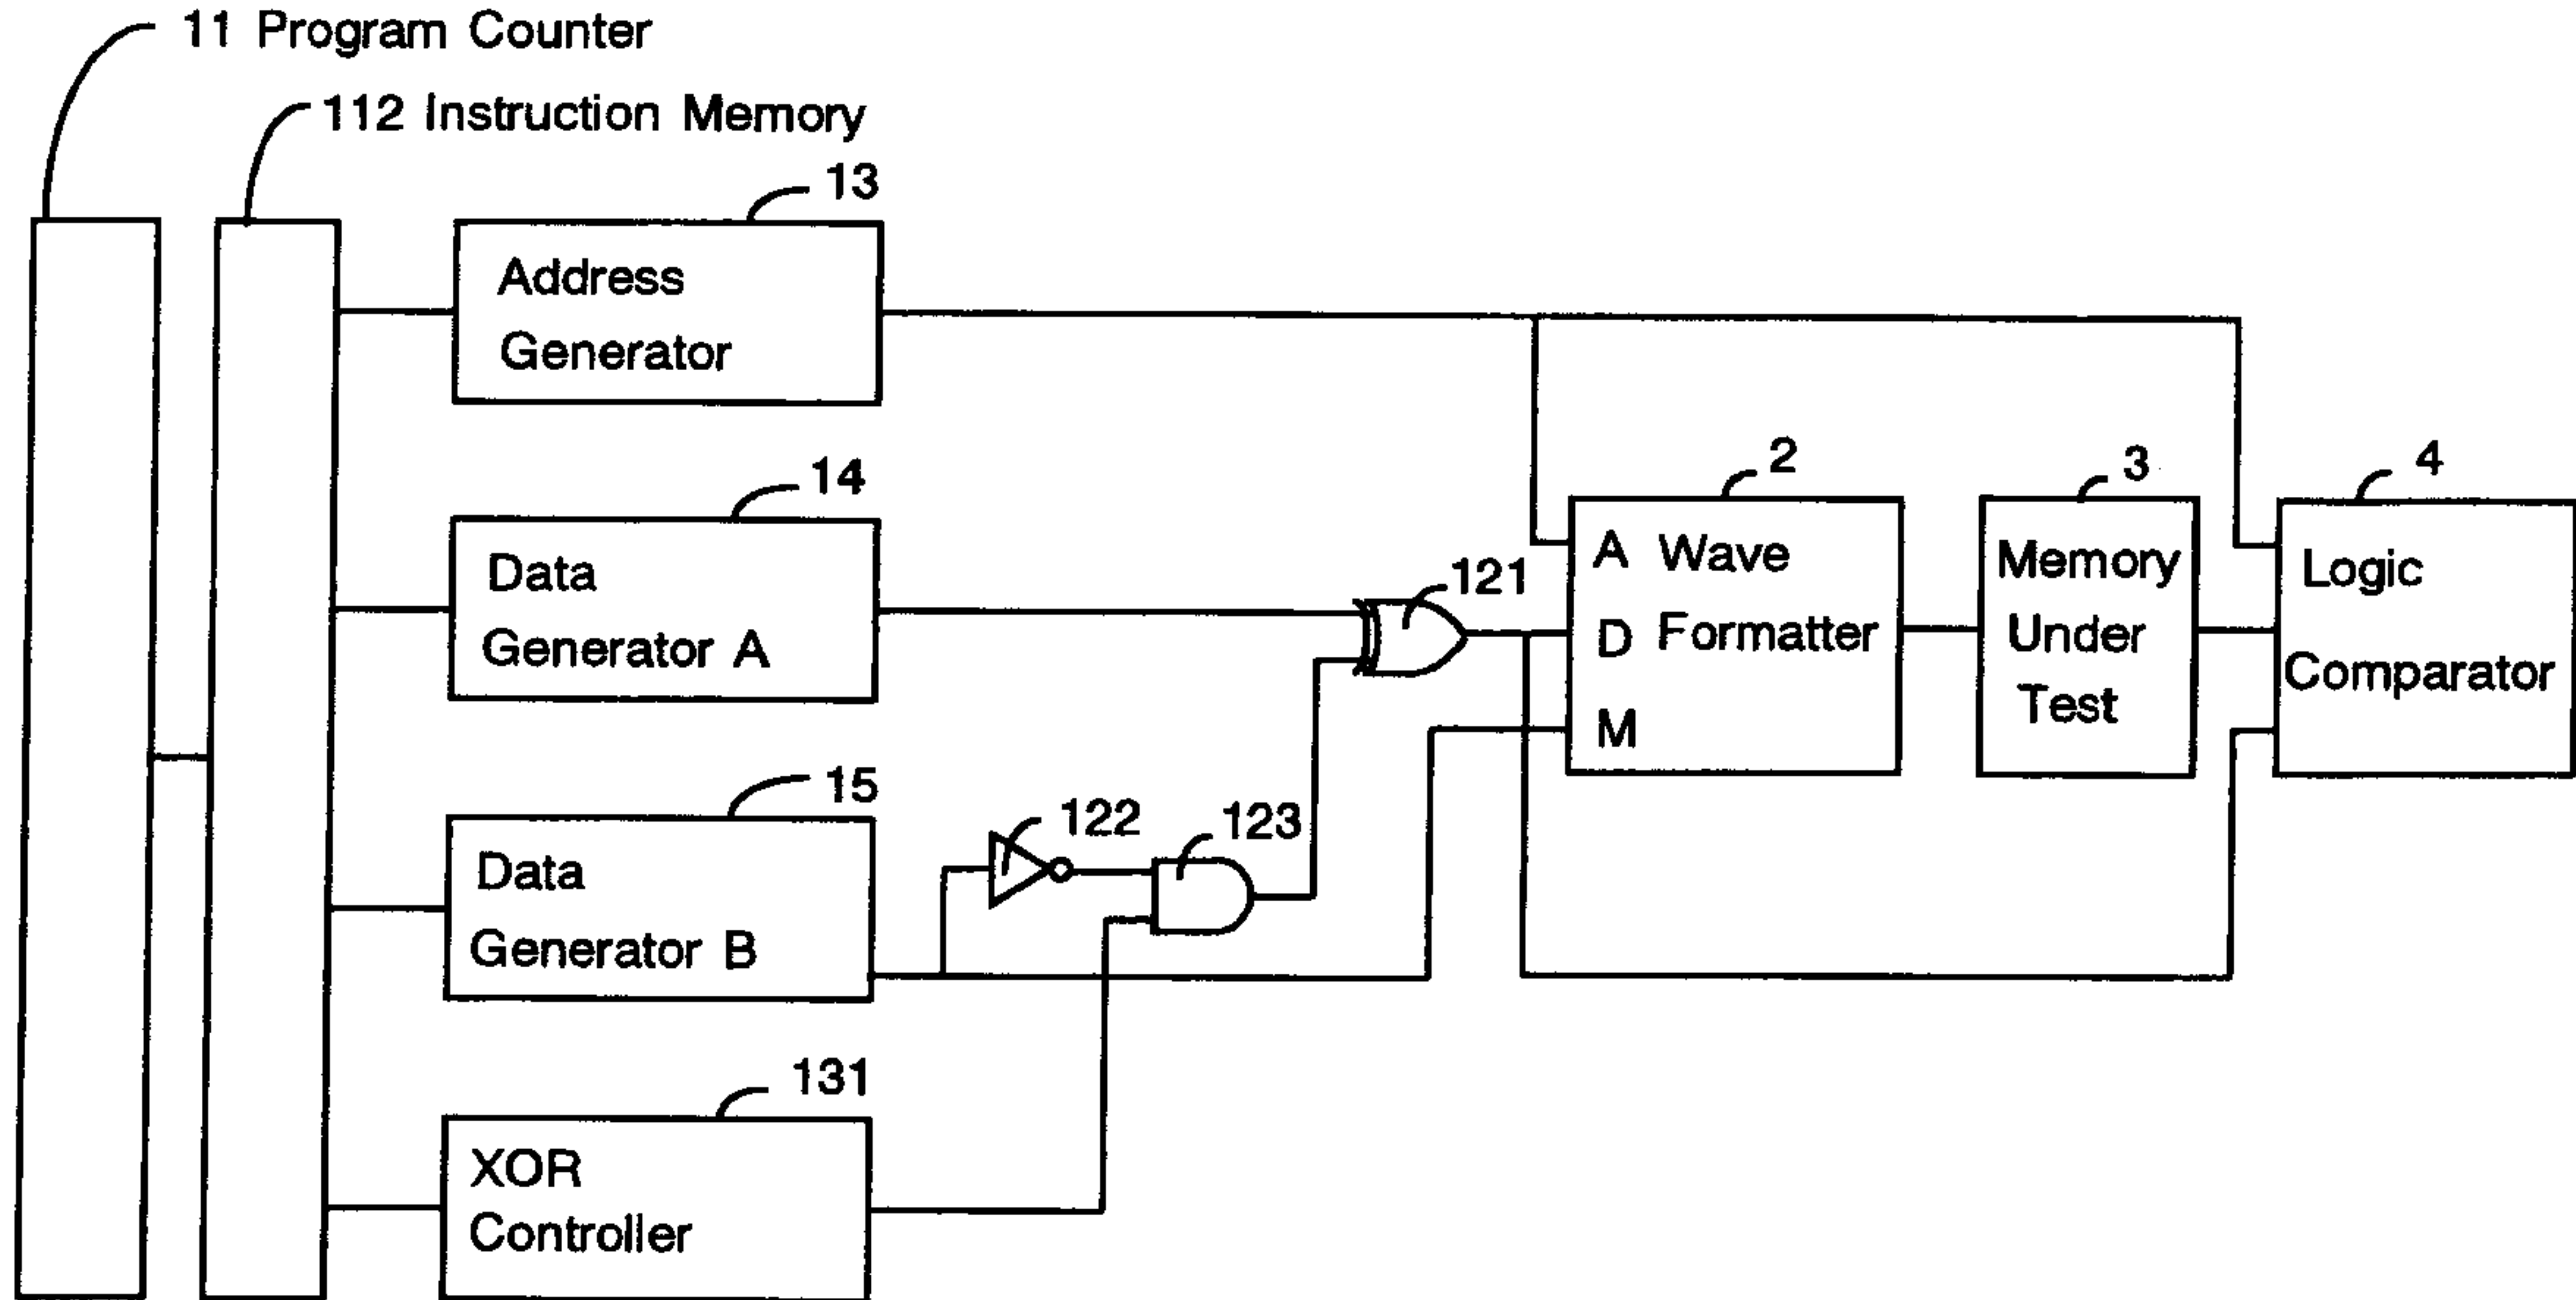 11 Program Counter
112 Instruction Memory
13
Address
Generator
14
Data
Generator A
15
Data
Generator B
131
XOR
Controller
122
123
121
2
A Wave
D Formatter
M
3
Memory
Under
Test
4
Logic
Comparator